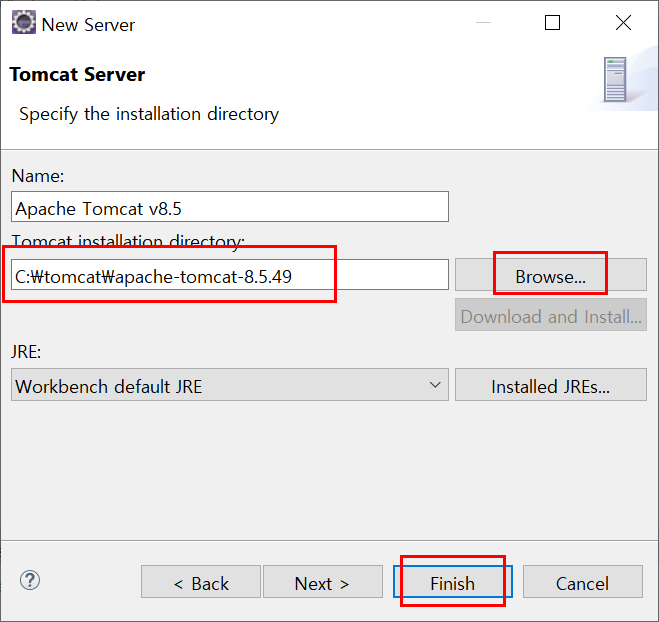 New Server
Tomcat Server
Specify the installation directory
Name:
Apache Tomcat v8.5
Tomcat installation directory:
C:₩tomcat₩apache-tomcat-8.5.49
Browse...
Download and Install...
JRE:
Workbench default JRE
Installed JREs...
?
< Back
Next >
Finish
Cancel